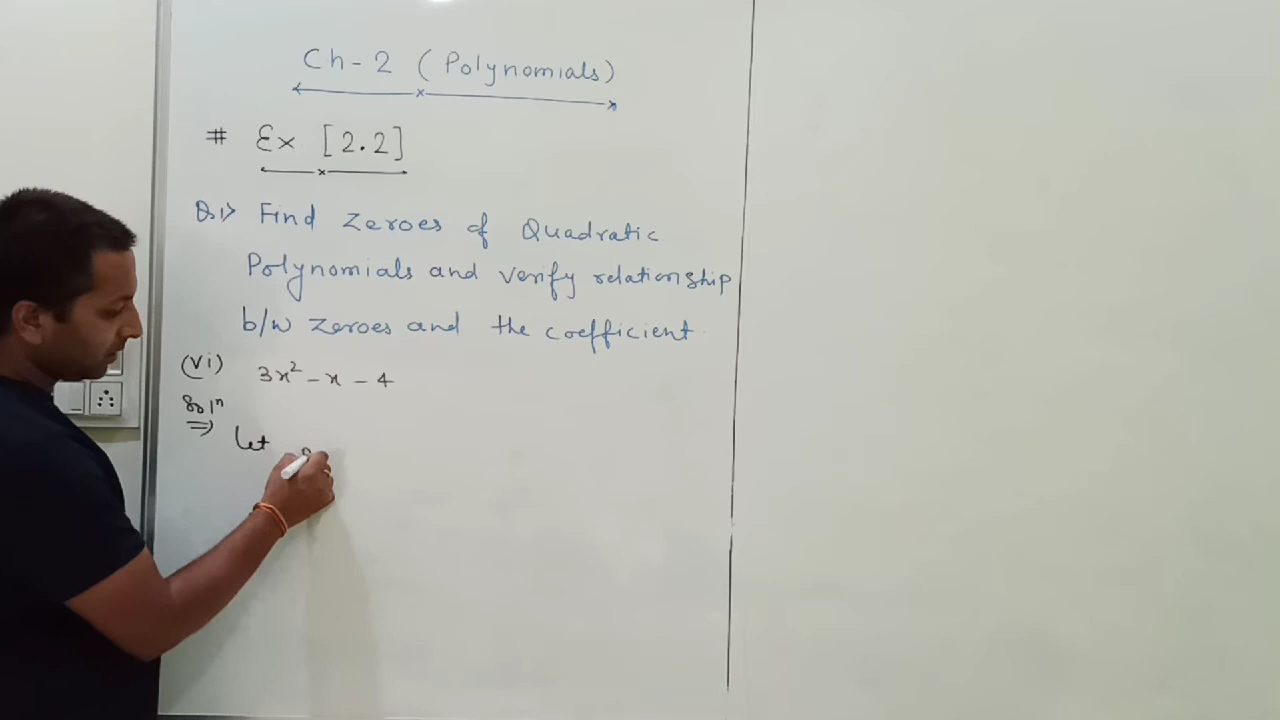 Ch-2 (Polynomials)
# Ex [2.2]
Q.1> Find zeroes of Quadratic
Polynomials and verify relationship
b/w zeroes and the coefficient.
(vi) 3x² - x - 4
Solⁿ
⇒ Let